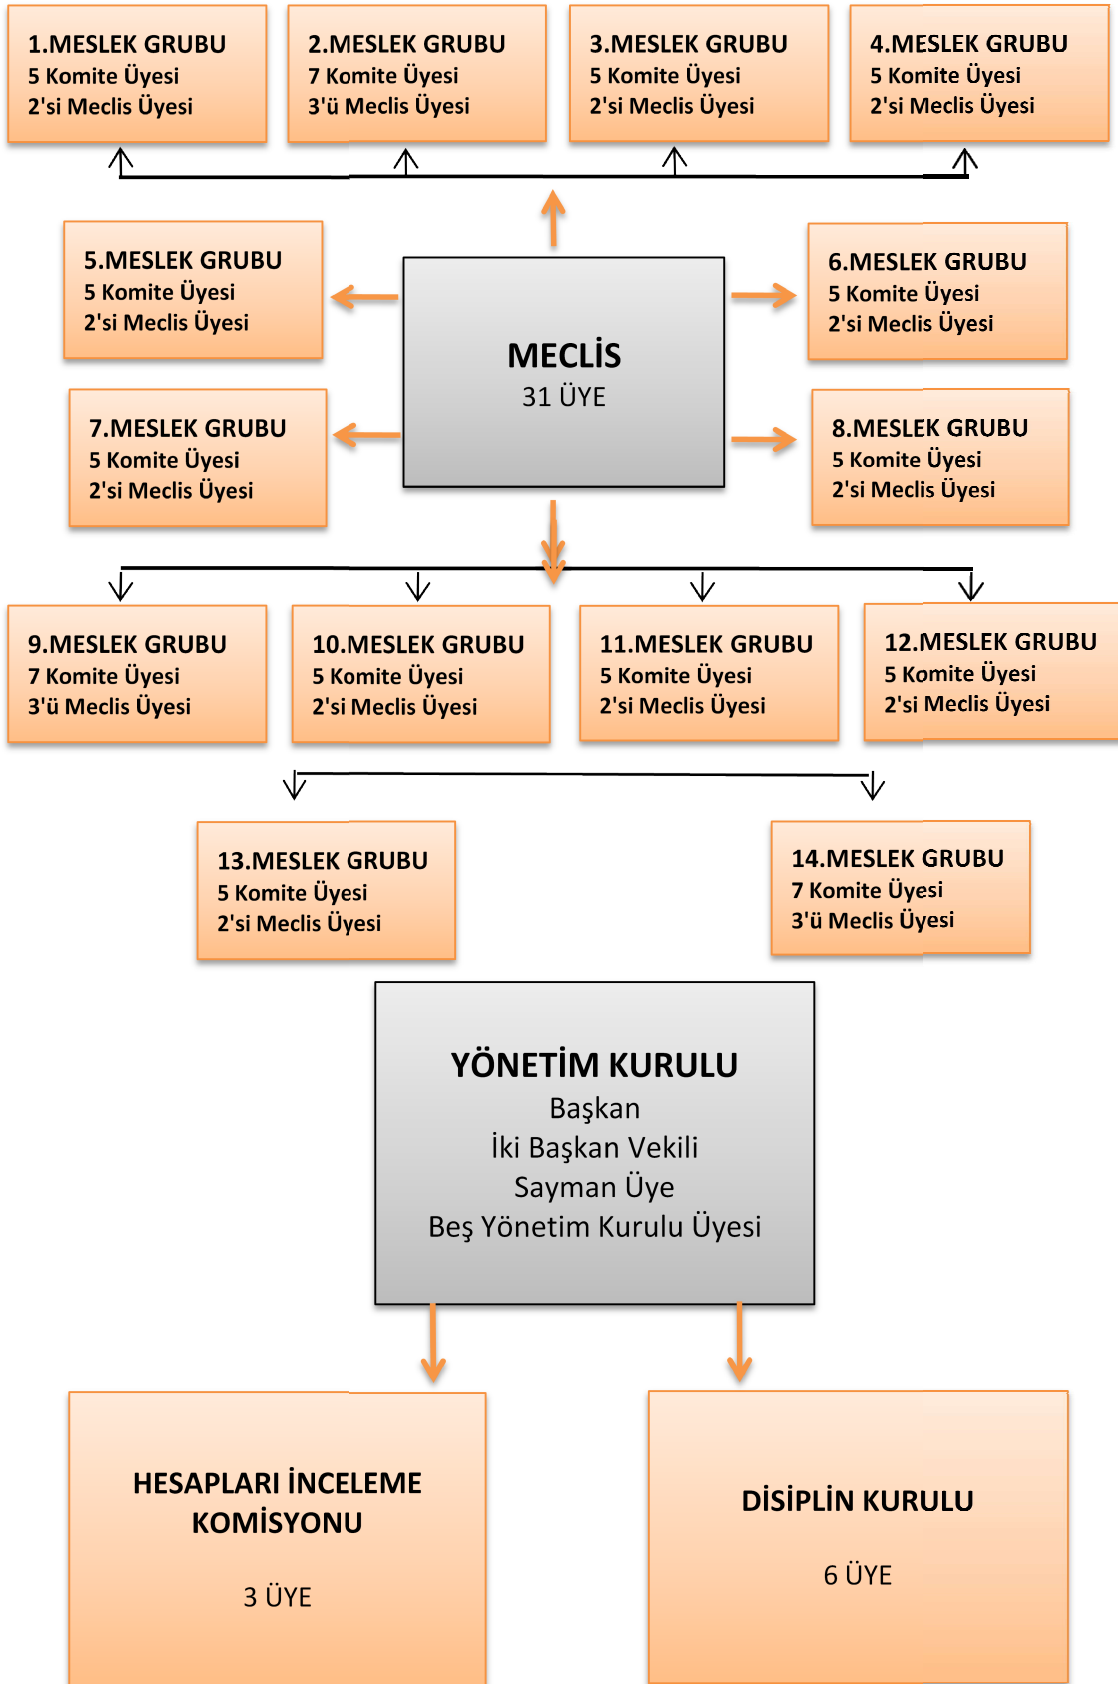 1.MESLEK GRUBU
5 Komite Üyesi
2'si Meclis Üyesi
2.MESLEK GRUBU
7 Komite Üyesi
3'ü Meclis Üyesi
3.MESLEK GRUBU
5 Komite Üyesi
2'si Meclis Üyesi
4.MESLEK GRUBU
5 Komite Üyesi
2'si Meclis Üyesi
5.MESLEK GRUBU
5 Komite Üyesi
2'si Meclis Üyesi
MECLİS
31 ÜYE
6.MESLEK GRUBU
5 Komite Üyesi
2'si Meclis Üyesi
7.MESLEK GRUBU
5 Komite Üyesi
2'si Meclis Üyesi
8.MESLEK GRUBU
5 Komite Üyesi
2'si Meclis Üyesi
9.MESLEK GRUBU
7 Komite Üyesi
3'ü Meclis Üyesi
10.MESLEK GRUBU
5 Komite Üyesi
2'si Meclis Üyesi
11.MESLEK GRUBU
5 Komite Üyesi
2'si Meclis Üyesi
12.MESLEK GRUBU
5 Komite Üyesi
2'si Meclis Üyesi
13.MESLEK GRUBU
5 Komite Üyesi
2'si Meclis Üyesi
14.MESLEK GRUBU
7 Komite Üyesi
3'ü Meclis Üyesi
YÖNETİM KURULU
Başkan
İki Başkan Vekili
Sayman Üye
Beş Yönetim Kurulu Üyesi
HESAPLARI İNCELEME
KOMİSYONU
3 ÜYE
DİSİPLİN KURULU
6 ÜYE